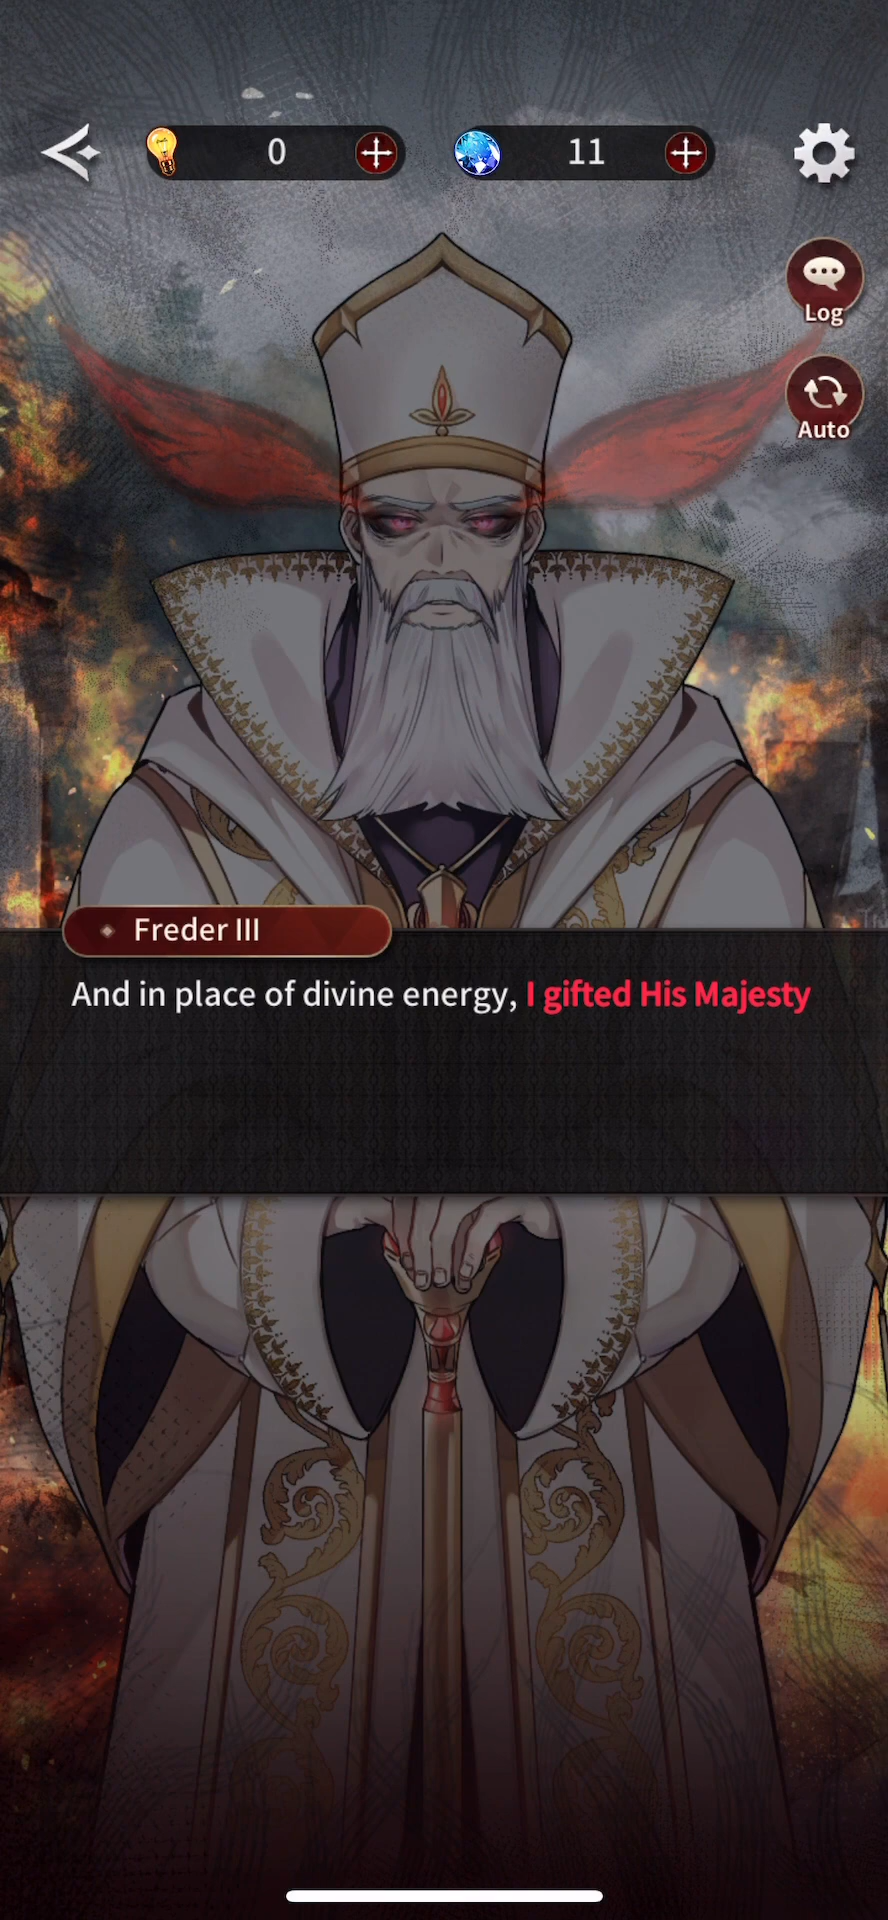 0
11
Log
Auto
Freder III
And in place of divine energy, I gifted His Majesty